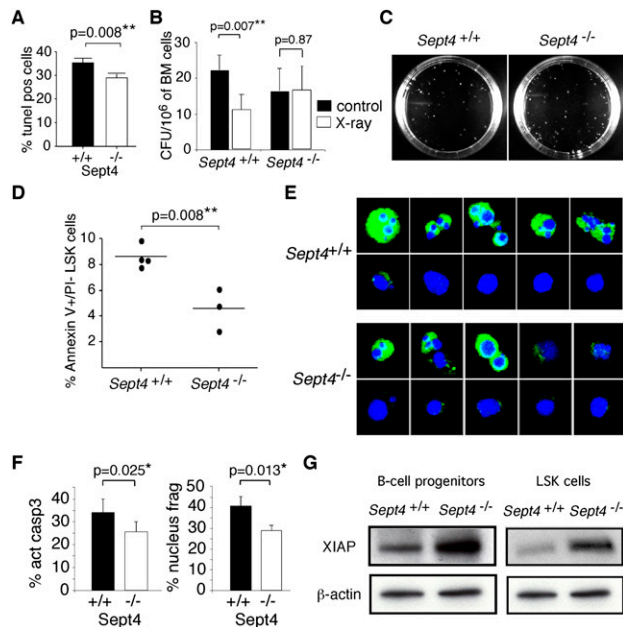 A
p=0.008**
% tunel pos cells
40
30
20
10
0
+/+ -/-
Sept4
B
p=0.007**
p=0.87
CFU/10⁶ of BM cells
30
20
10
0
Sept4 +/+ Sept4 -/-
control
X-ray
C
Sept4 +/+ Sept4 -/-
D
p=0.008**
% Annexin V+/PI- LSK cells
10
8
6
4
2
Sept4 +/+ Sept4 -/-
E
Sept4+/+
Sept4-/-
F
p=0.025*
% act casp3
40
30
20
10
0
+/+ -/-
Sept4
p=0.013*
% nucleus frag
50
40
30
20
10
0
+/+ -/-
Sept4
G
B-cell progenitors LSK cells
Sept4 +/+ Sept4 -/- Sept4 +/+ Sept4 -/-
XIAP
β-actin